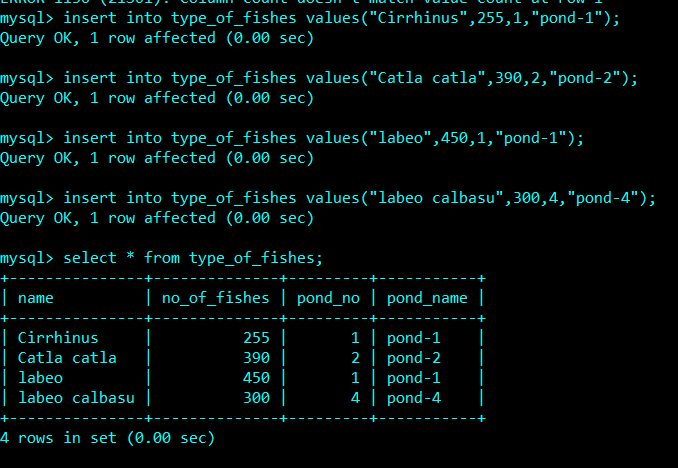 mysql> insert into type_of_fishes values("Cirrhinus",255,1,"pond-1");
Query OK, 1 row affected (0.00 sec)
mysql> insert into type_of_fishes values("Catla catla",390,2,"pond-2");
Query OK, 1 row affected (0.00 sec)
mysql> insert into type_of_fishes values("labeo",450,1,"pond-1");
Query OK, 1 row affected (0.00 sec)
mysql> insert into type_of_fishes values("labeo calbasu",300,4,"pond-4");
Query OK, 1 row affected (0.00 sec)
mysql> select * from type_of_fishes;
+---------------+--------------+---------+-----------+
| name          | no_of_fishes | pond_no | pond_name |
+---------------+--------------+---------+-----------+
| Cirrhinus     |          255 |       1 | pond-1    |
| Catla catla   |          390 |       2 | pond-2    |
| labeo         |          450 |       1 | pond-1    |
| labeo calbasu |          300 |       4 | pond-4    |
+---------------+--------------+---------+-----------+
4 rows in set (0.00 sec)